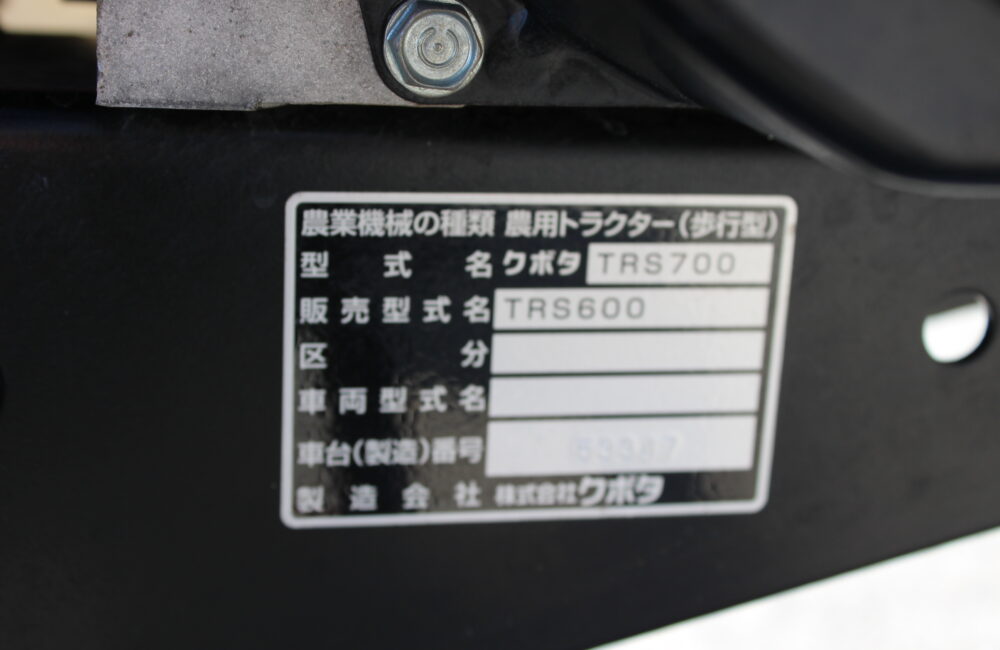 農業機械の種類 農用トラクター(歩行型)
型式名 クボタ TRS700
販売型式名 TRS600
区分
車両型式名
車台(製造)番号
製造会社 株式会社クボタ